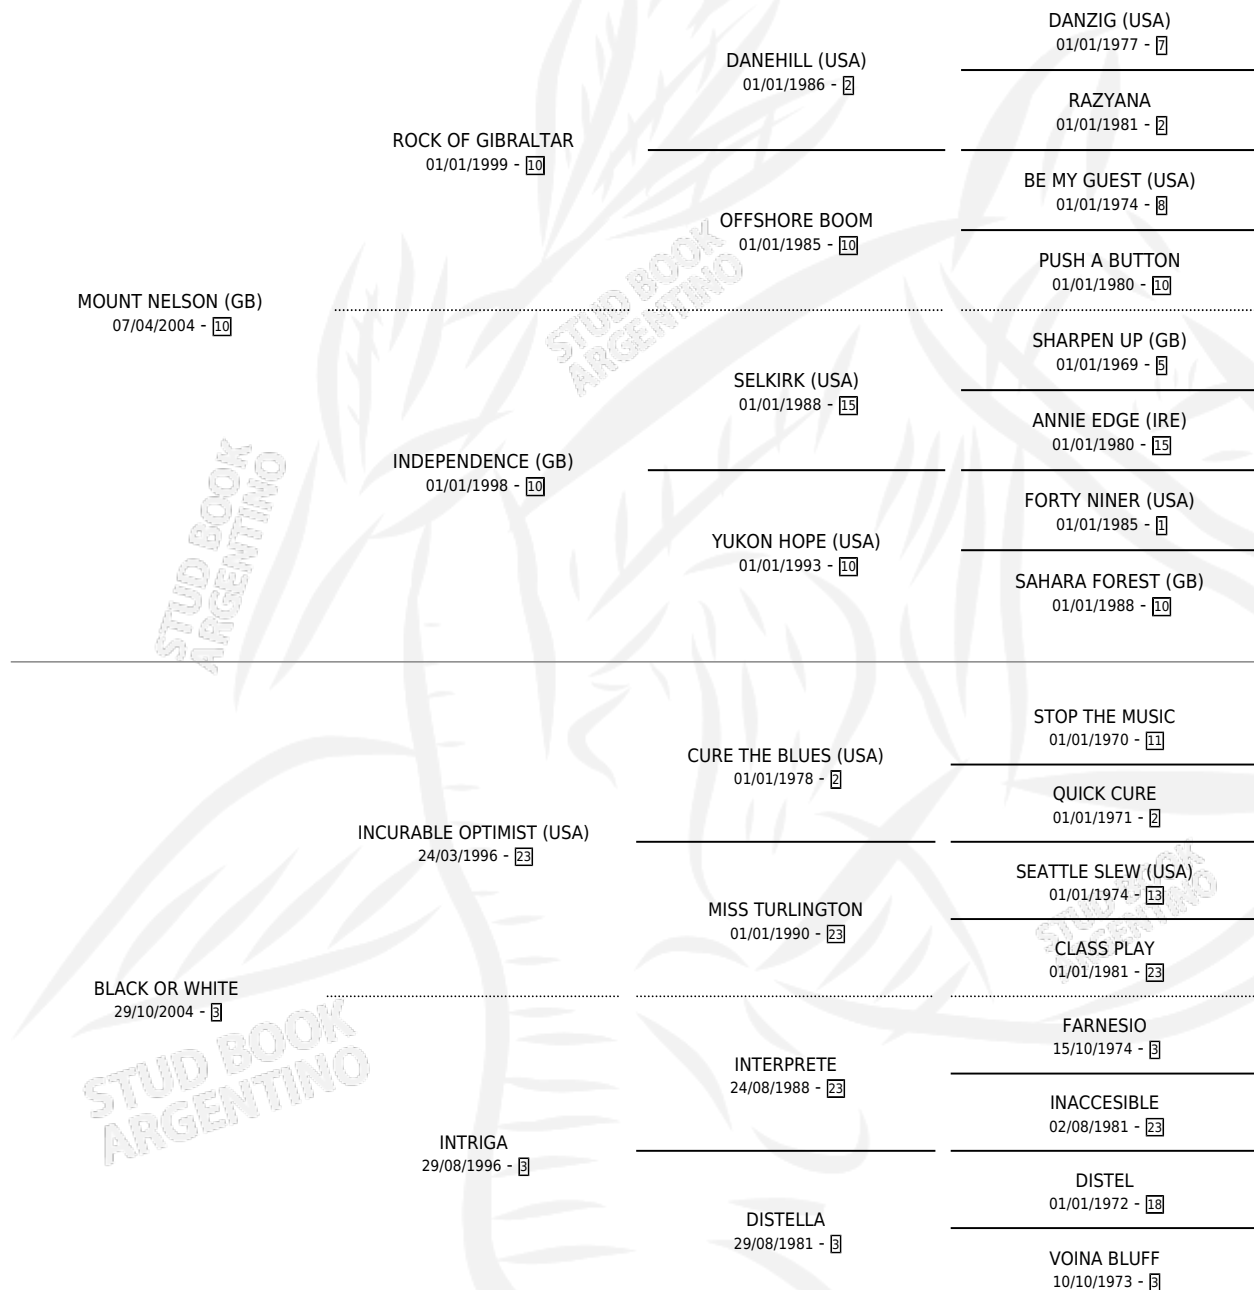 DANZIG (USA)
01/01/1977 - 7
DANEHILL (USA)
01/01/1986 - 2
RAZYANA
01/01/1981 - 2
ROCK OF GIBRALTAR
01/01/1999 - 10
BE MY GUEST (USA)
01/01/1974 - 8
OFFSHORE BOOM
01/01/1985 - 10
PUSH A BUTTON
01/01/1980 - 10
MOUNT NELSON (GB)
07/04/2004 - 10
STUD BOOK
ARGENTINO
SHARPEN UP (GB)
01/01/1969 - 5
SELKIRK (USA)
01/01/1988 - 15
ANNIE EDGE (IRE)
01/01/1980 - 15
INDEPENDENCE (GB)
01/01/1998 - 10
FORTY NINER (USA)
01/01/1985 - 1
YUKON HOPE (USA)
01/01/1993 - 10
SAHARA FOREST (GB)
01/01/1988 - 10
STUD BOOK
ARGENTINO
STOP THE MUSIC
01/01/1970 - 11
CURE THE BLUES (USA)
01/01/1978 - 2
QUICK CURE
01/01/1971 - 2
INCURABLE OPTIMIST (USA)
24/03/1996 - 23
SEATTLE SLEW (USA)
01/01/1974 - 13
MISS TURLINGTON
01/01/1990 - 23
STUD BOOK
ARGENTINO
CLASS PLAY
01/01/1981 - 23
BLACK OR WHITE
29/10/2004 - 3
STUD BOOK
ARGENTINO
FARNESIO
15/10/1974 - 3
INTERPRETE
24/08/1988 - 23
INACCESIBLE
02/08/1981 - 23
INTRIGA
29/08/1996 - 3
DISTEL
01/01/1972 - 18
DISTELLA
29/08/1981 - 3
VOINA BLUFF
10/10/1973 - 3